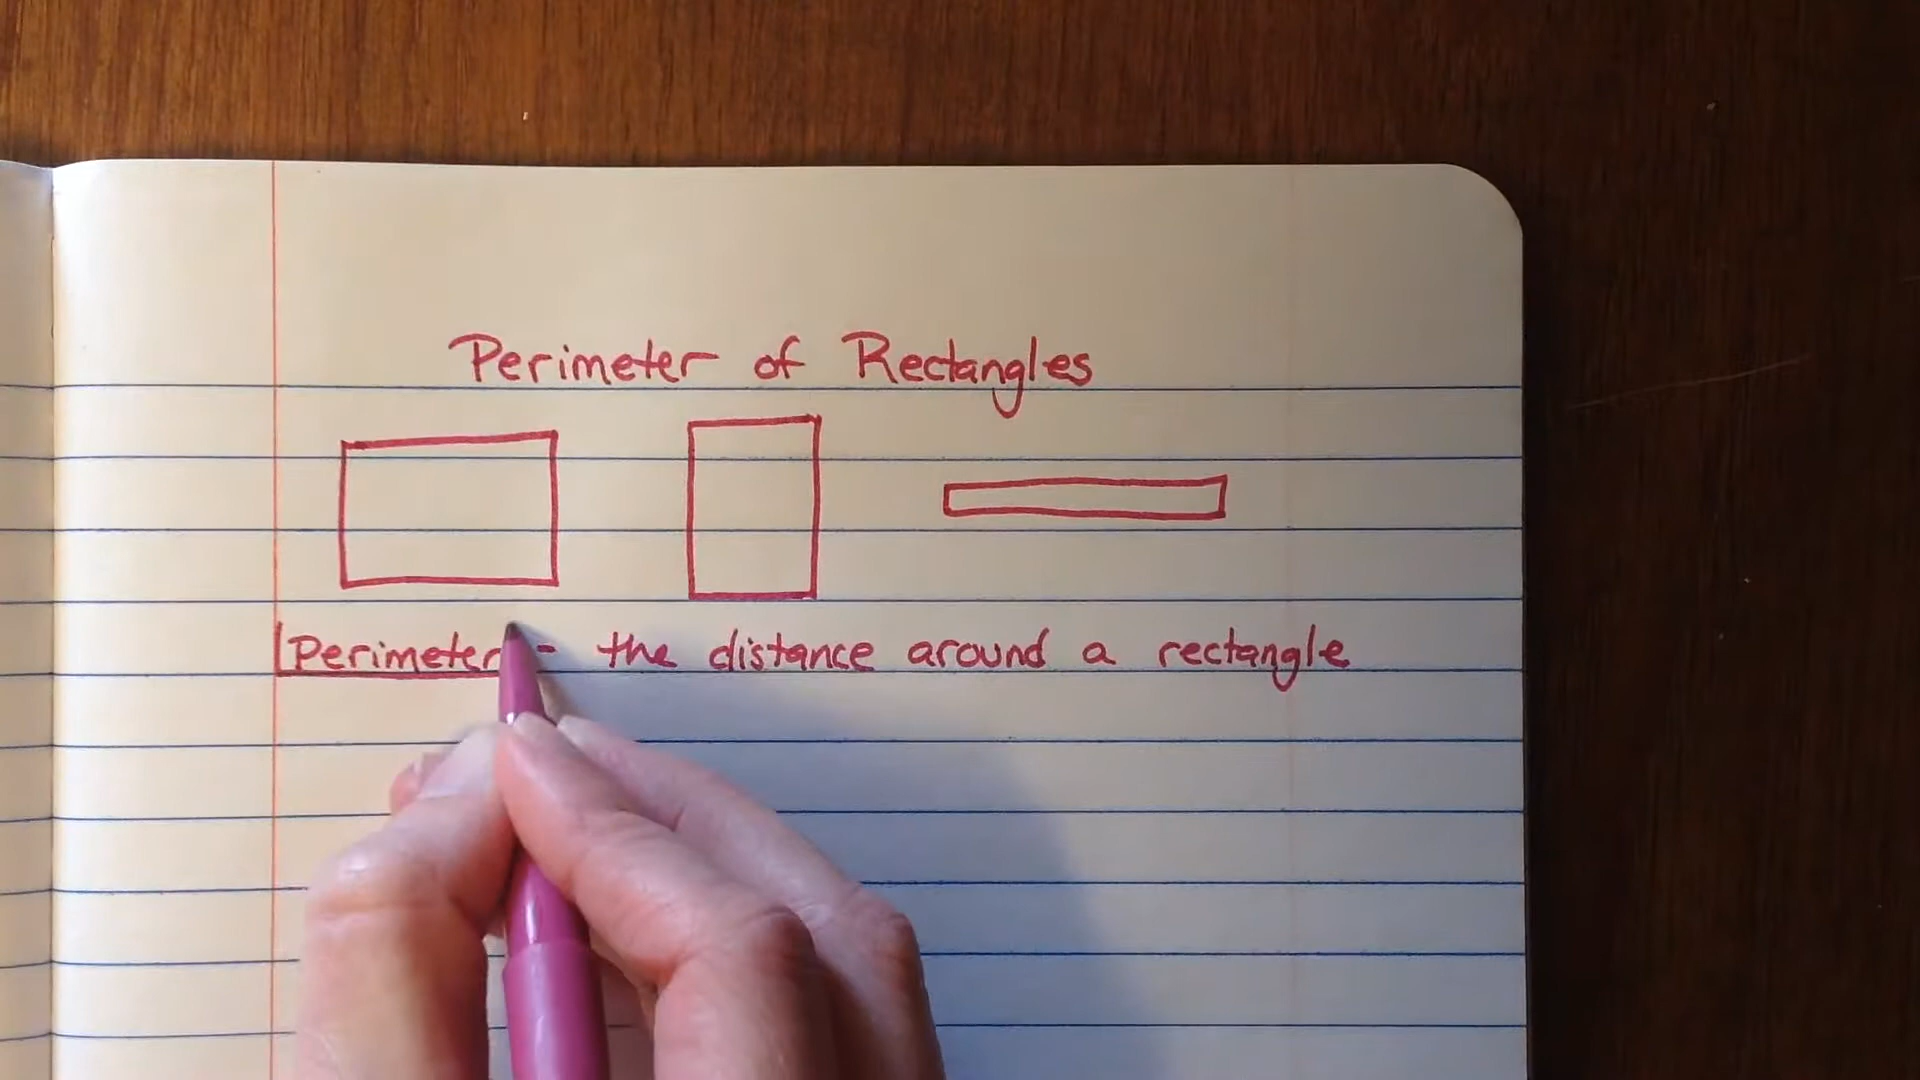 Perimeter of Rectangles
Perimeter - the distance around a rectangle